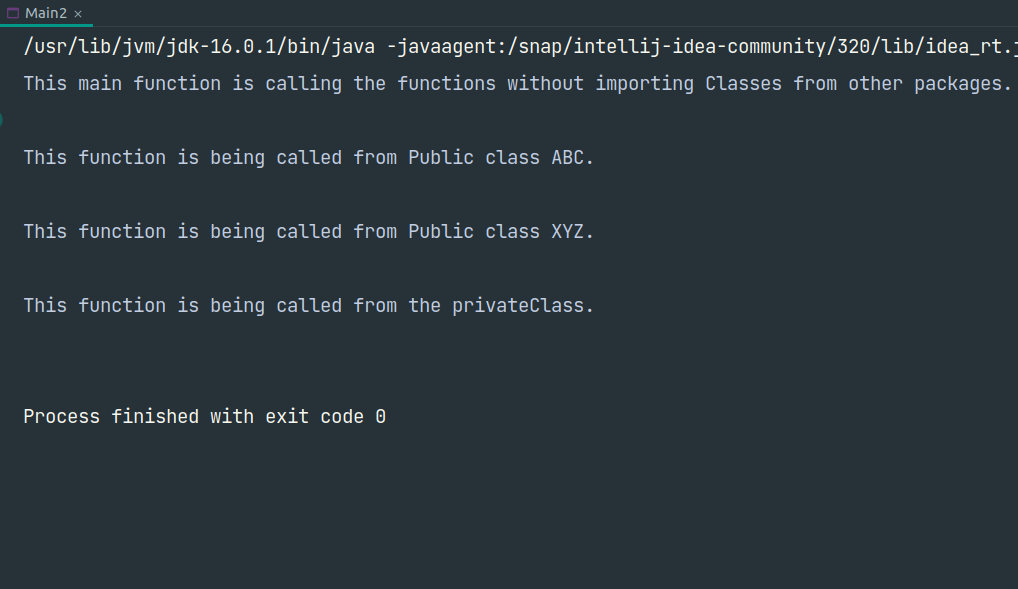 Main2 ×
/usr/lib/jvm/jdk-16.0.1/bin/java -javaagent:/snap/intellij-idea-community/320/lib/idea_rt.j
This main function is calling the functions without importing Classes from other packages.
This function is being called from Public class ABC.
This function is being called from Public class XYZ.
This function is being called from the privateClass.
Process finished with exit code 0